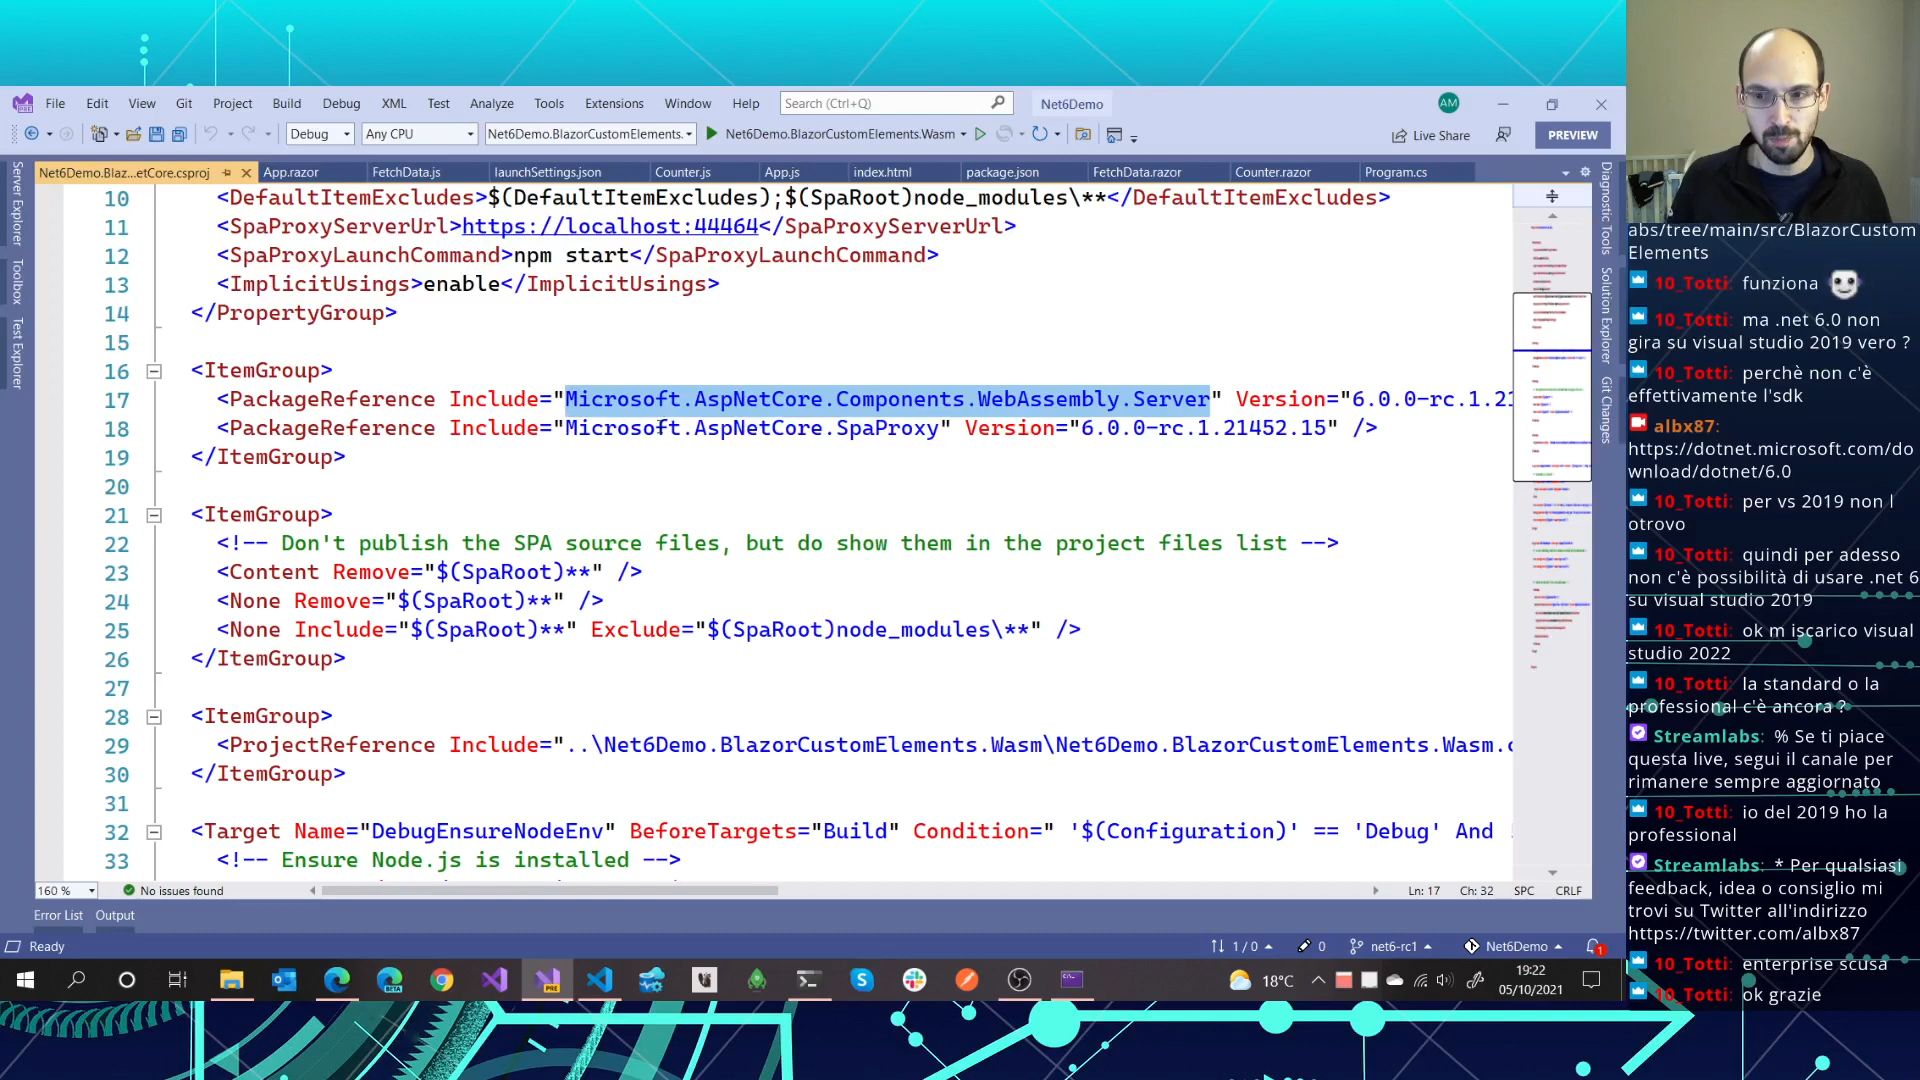 File Edit View Git Project Build Debug XML Test Analyze Tools Extensions Window Help Search (Ctrl+Q) Net6Demo AM
Debug Any CPU Net6Demo.BlazorCustomElements. Net6Demo.BlazorCustomElements.Wasm Live Share PREVIEW
Net6Demo.Blaz...etCore.csproj App.razor FetchData.js launchSettings.json Counter.js App.js index.html package.json FetchData.razor Counter.razor Program.cs
Server Explorer
Toolbox
Test Explorer
10 <DefaultItemExcludes>$(DefaultItemExcludes);$(SpaRoot)node_modules\**</DefaultItemExcludes>
11 <SpaProxyServerUrl>https://localhost:44464</SpaProxyServerUrl>
12 <SpaProxyLaunchCommand>npm start</SpaProxyLaunchCommand>
13 <ImplicitUsings>enable</ImplicitUsings>
14 </PropertyGroup>
15
16 <ItemGroup>
17 <PackageReference Include="Microsoft.AspNetCore.Components.WebAssembly.Server" Version="6.0.0-rc.1.21
18 <PackageReference Include="Microsoft.AspNetCore.SpaProxy" Version="6.0.0-rc.1.21452.15" />
19 </ItemGroup>
20
21 <ItemGroup>
22 <!-- Don't publish the SPA source files, but do show them in the project files list -->
23 <Content Remove="$(SpaRoot)**" />
24 <None Remove="$(SpaRoot)**" />
25 <None Include="$(SpaRoot)**" Exclude="$(SpaRoot)node_modules\**" />
26 </ItemGroup>
27
28 <ItemGroup>
29 <ProjectReference Include="..\Net6Demo.BlazorCustomElements.Wasm\Net6Demo.BlazorCustomElements.Wasm.c
30 </ItemGroup>
31
32 <Target Name="DebugEnsureNodeEnv" BeforeTargets="Build" Condition=" '$(Configuration)' == 'Debug' And
33 <!-- Ensure Node.js is installed -->
Diagnostic Tools
Solution Explorer
Git Changes
160 % No issues found Ln: 17 Ch: 32 SPC CRLF
Error List Output
Ready 1 / 0 0 net6-rc1 Net6Demo 1
BETA PRE 18°C 19:22
05/10/2021
abs/tree/main/src/BlazorCustom
Elements
10_Totti: funziona
10_Totti: ma .net 6.0 non
gira su visual studio 2019 vero ?
10_Totti: perchè non c'è
effettivamente l'sdk
albx87:
https://dotnet.microsoft.com/do
wnload/dotnet/6.0
10_Totti: per vs 2019 non l
otrovo
10_Totti: quindi per adesso
non c'è possibilità di usare .net 6
su visual studio 2019
10_Totti: ok m iscarico visual
studio 2022
10_Totti: la standard o la
professional c'è ancora ?
Streamlabs: % Se ti piace
questa live, segui il canale per
rimanere sempre aggiornato
10_Totti: io del 2019 ho la
professional
Streamlabs: * Per qualsiasi
feedback, idea o consiglio mi
trovi su Twitter all'indirizzo
https://twitter.com/albx87
10_Totti: enterprise scusa
10_Totti: ok grazie